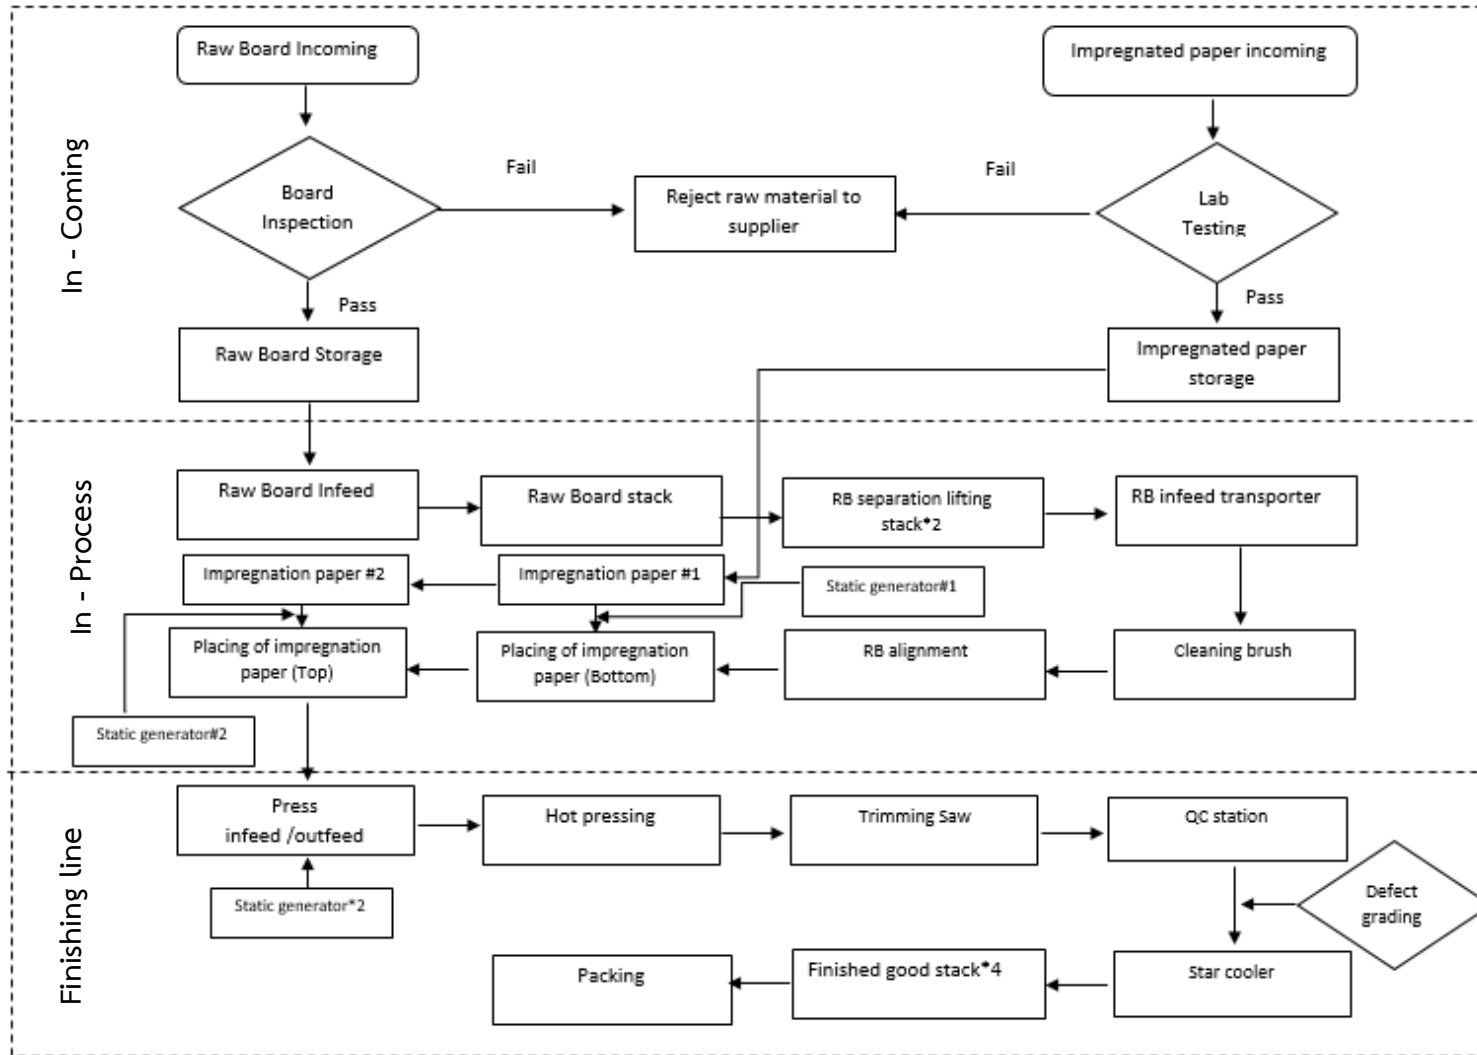 Raw Board Incoming
Impregnated paper incoming
In - Coming
Board
Inspection
Fail
Reject raw material to
supplier
Fail
Lab
Testing
Pass
Pass
Raw Board Storage
Impregnated paper
storage
In - Process
Raw Board Infeed
Raw Board stack
RB separation lifting
stack*2
RB infeed transporter
Impregnation paper #2
Impregnation paper #1
Static generator#1
Placing of impregnation
paper (Top)
Placing of impregnation
paper (Bottom)
RB alignment
Cleaning brush
Static generator#2
Finishing line
Press
infeed /outfeed
Hot pressing
Trimming Saw
QC station
Static generator*2
Defect
grading
Packing
Finished good stack*4
Star cooler